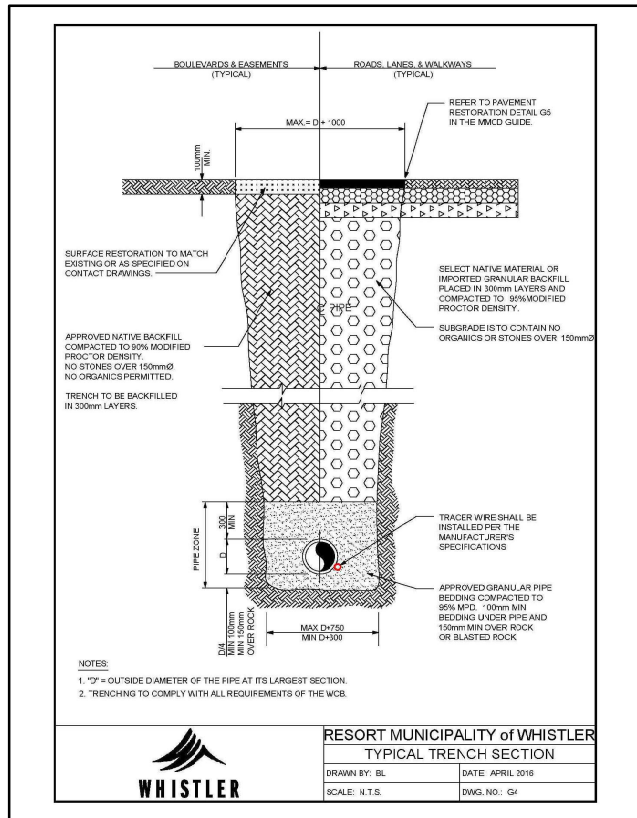 BOULEVARDS & EASEMENTS
(TYPICAL)
ROADS, LANES, & WALKWAYS
(TYPICAL)
MAX.= D + 1000
REFER TO PAVEMENT
RESTORATION DETAIL G5
IN THE MMCD GUIDE.
100mm
MIN.
SURFACE RESTORATION TO MATCH
EXISTING OR AS SPECIFIED ON
CONTACT DRAWINGS.
SELECT NATIVE MATERIAL OR
IMPORTED GRANULAR BACKFILL
PLACED IN 300mm LAYERS AND
COMPACTED TO 95% MODIFIED
PROCTOR DENSITY.
PIPE
SUBGRADE IS TO CONTAIN NO
ORGANICS OR STONES OVER 150mmØ
APPROVED NATIVE BACKFILL
COMPACTED TO 90% MODIFIED
PROCTOR DENSITY.
NO STONES OVER 150mmØ
NO ORGANICS PERMITTED.
TRENCH TO BE BACKFILLED
IN 300mm LAYERS.
PIPE ZONE
300
MIN
D
TRACER WIRE SHALL BE
INSTALLED PER THE
MANUFACTURER'S
SPECIFICATIONS
APPROVED GRANULAR PIPE
BEDDING COMPACTED TO
95% MPD. 100mm MIN
BEDDING UNDER PIPE AND
150mm MIN OVER ROCK
OR BLASTED ROCK
D/4
MIN 100mm
MIN 150mm
OVER ROCK
MAX D+750
MIN D+300
NOTES:
1. "D" = OUTSIDE DIAMETER OF THE PIPE AT ITS LARGEST SECTION.
2. TRENCHING TO COMPLY WITH ALL REQUIREMENTS OF THE WCB.
WHISTLER
RESORT MUNICIPALITY of WHISTLER
TYPICAL TRENCH SECTION
DRAWN BY: BL
DATE: APRIL 2016
SCALE: N.T.S.
DWG. NO.: G4